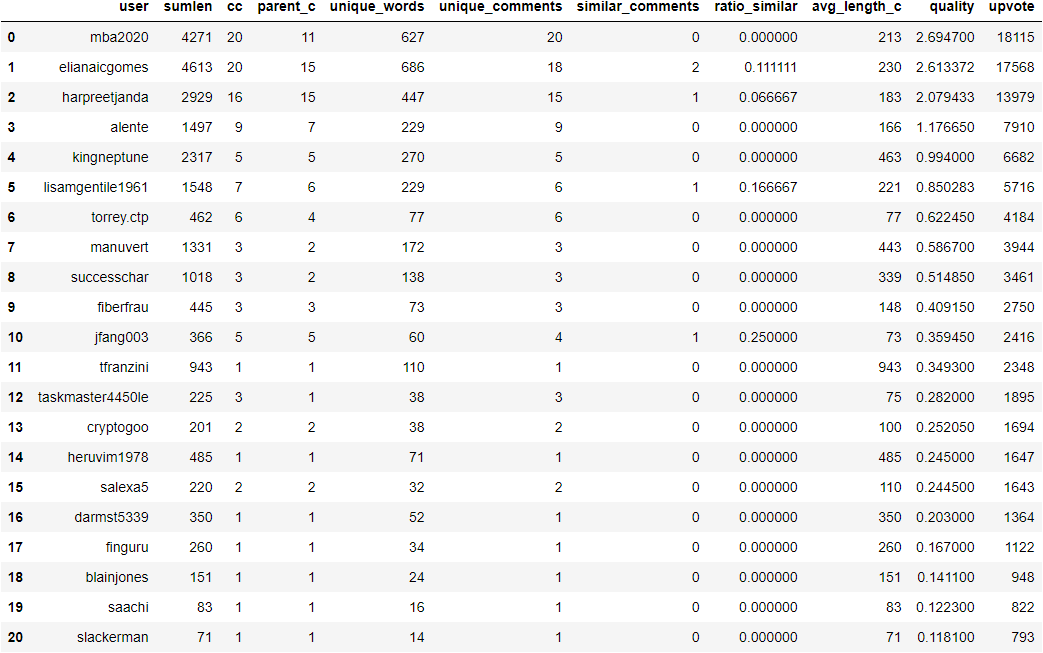 user sumlen cc parent_c unique_words unique_comments similar_comments ratio_similar avg_length_c quality upvote
0 mba2020 4271 20 11 627 20 0 0.000000 213 2.694700 18115
1 elianaicgomes 4613 20 15 686 18 2 0.111111 230 2.613372 17568
2 harpreetjanda 2929 16 15 447 15 1 0.066667 183 2.079433 13979
3 alente 1497 9 7 229 9 0 0.000000 166 1.176650 7910
4 kingneptune 2317 5 5 270 5 0 0.000000 463 0.994000 6682
5 lisamgentile1961 1548 7 6 229 6 1 0.166667 221 0.850283 5716
6 torrey.ctp 462 6 4 77 6 0 0.000000 77 0.622450 4184
7 manuvert 1331 3 2 172 3 0 0.000000 443 0.586700 3944
8 successchar 1018 3 2 138 3 0 0.000000 339 0.514850 3461
9 fiberfrau 445 3 3 73 3 0 0.000000 148 0.409150 2750
10 jfang003 366 5 5 60 4 1 0.250000 73 0.359450 2416
11 tfranzini 943 1 1 110 1 0 0.000000 943 0.349300 2348
12 taskmaster4450le 225 3 1 38 3 0 0.000000 75 0.282000 1895
13 cryptogoo 201 2 2 38 2 0 0.000000 100 0.252050 1694
14 heruvim1978 485 1 1 71 1 0 0.000000 485 0.245000 1647
15 salexa5 220 2 2 32 2 0 0.000000 110 0.244500 1643
16 darmst5339 350 1 1 52 1 0 0.000000 350 0.203000 1364
17 finguru 260 1 1 34 1 0 0.000000 260 0.167000 1122
18 blainjones 151 1 1 24 1 0 0.000000 151 0.141100 948
19 saachi 83 1 1 16 1 0 0.000000 83 0.122300 822
20 slackerman 71 1 1 14 1 0 0.000000 71 0.118100 793